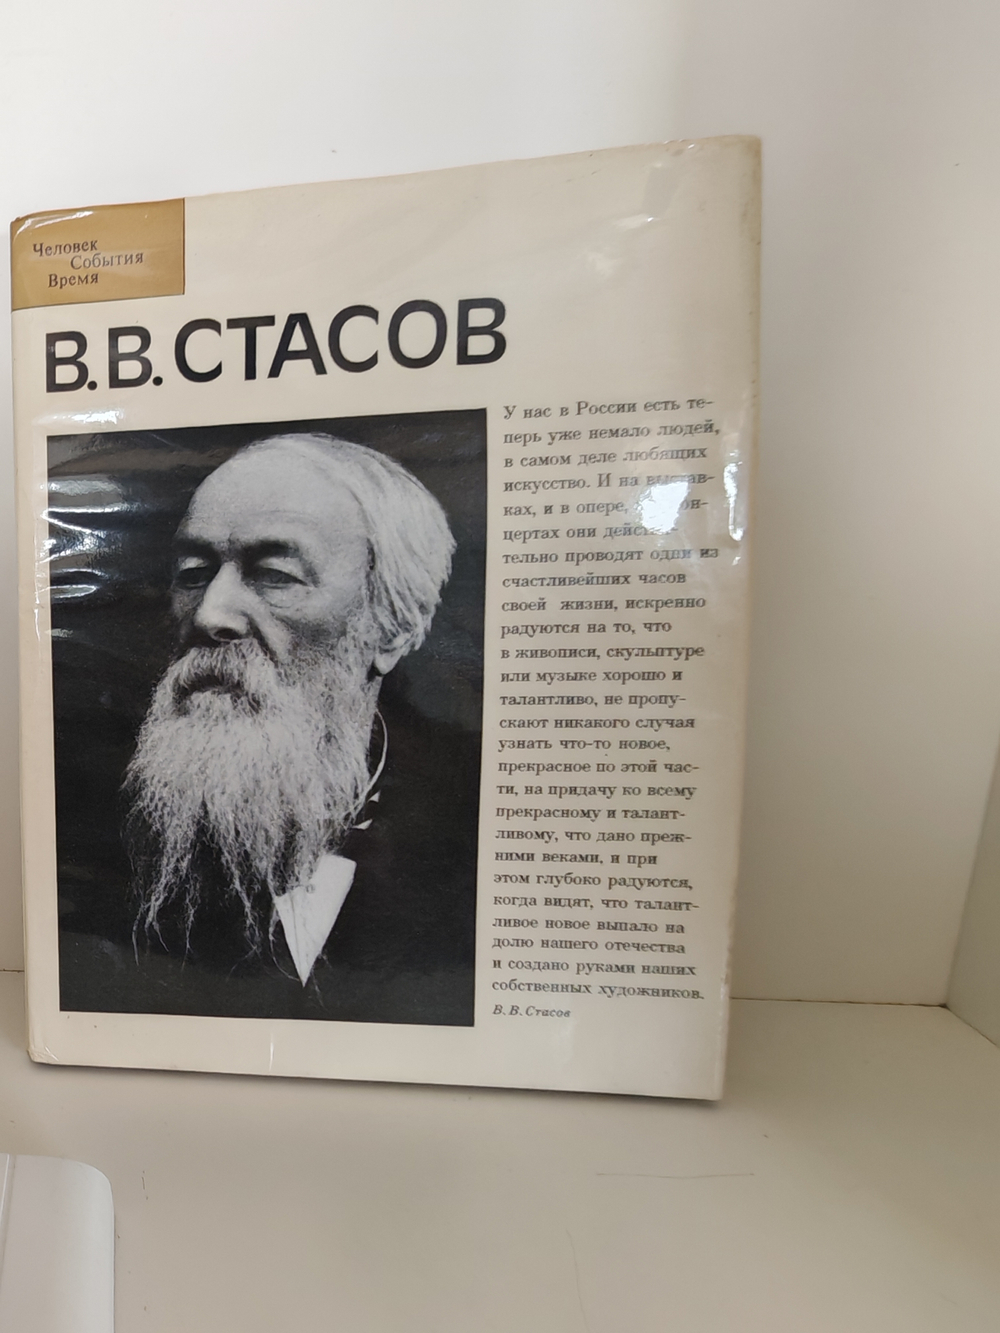 Человек
События
Время
В.В.СТАСОВ
У нас в России есть те-
перь уже немало людей,
в самом деле любящих
искусство. И на
ках, и в опере,
цертах они
тельно проводят одни из
счастливейших часов
своей жизни, искренно
радуются на то, что
в живописи, скульптуре
или музыке хорошо и
талантливо, не пропу-
скают никакого случая
узнать что-то новое,
прекрасное по этой час-
ти, на придачу ко всему
прекрасному и талант-
ливому, что дано преж-
ними веками, и при
этом глубоко радуются,
когда видят, что талант-
ливое новое выпало на
долю нашего отечества
и создано руками наших
собственных художников.
В. В. Стасов